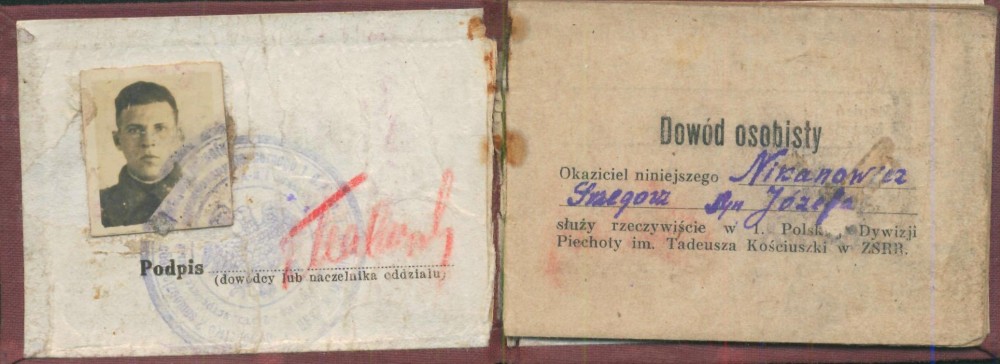 Podpis
(dowódcy lub naczelnika oddziału)
Dowód osobisty
Okaziciel niniejszego Nikanowicz
Grzegorz syn Józefa
służy rzeczywiście w 1. Polsk. Dywizji
Piechoty im. Tadeusza Kościuszki w ZSRR.